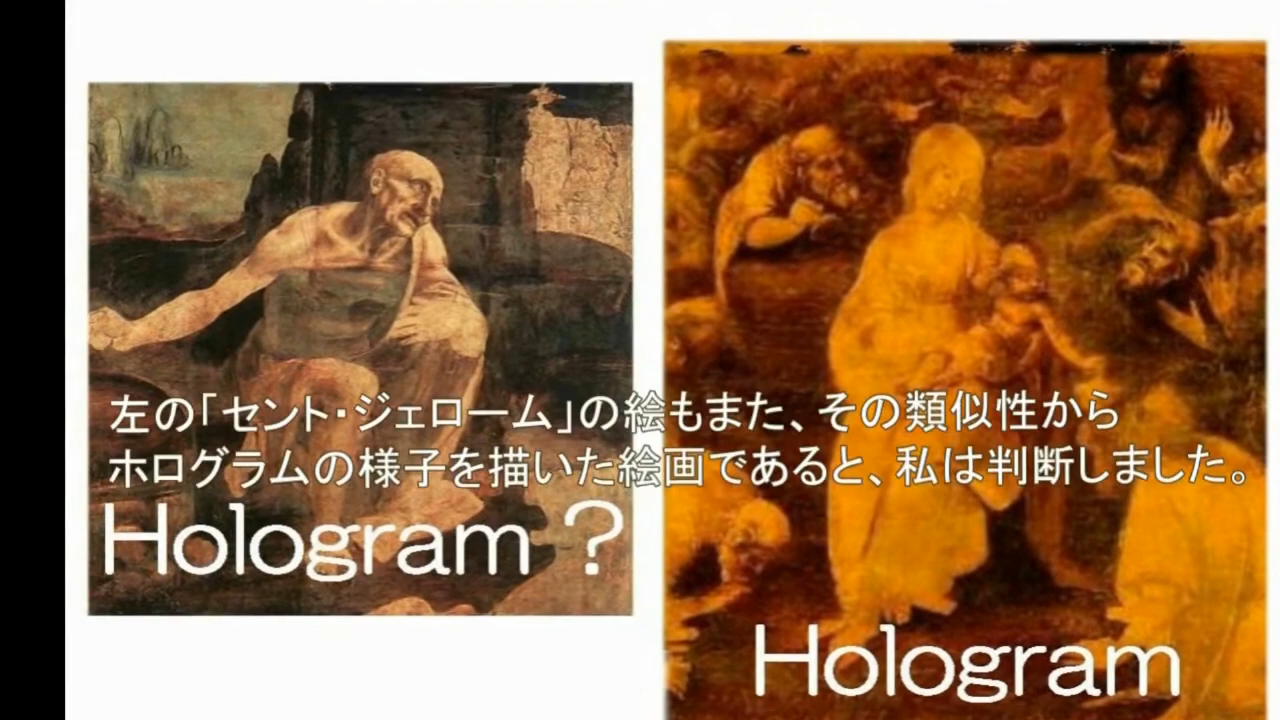 左の「セント・ジェローム」の絵もまた、その類似性から
ホログラムの様子を描いた絵画であると、私は判断しました。
Hologram ?
Hologram